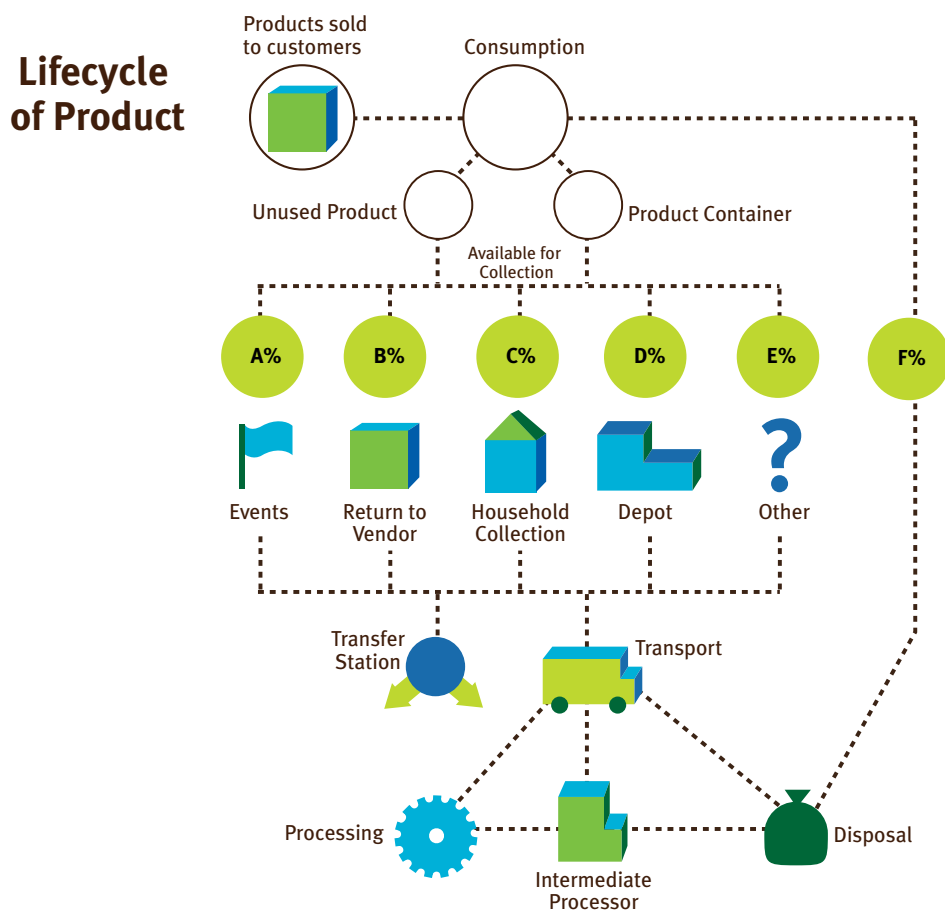 Lifecycle
of Product
Products sold
to customers
Consumption
Unused Product
Product Container
Available for
Collection
A%
B%
C%
D%
E%
F%
?
Events
Return to
Vendor
Household
Collection
Depot
Other
Transfer
Station
Transport
Processing
Intermediate
Processor
Disposal